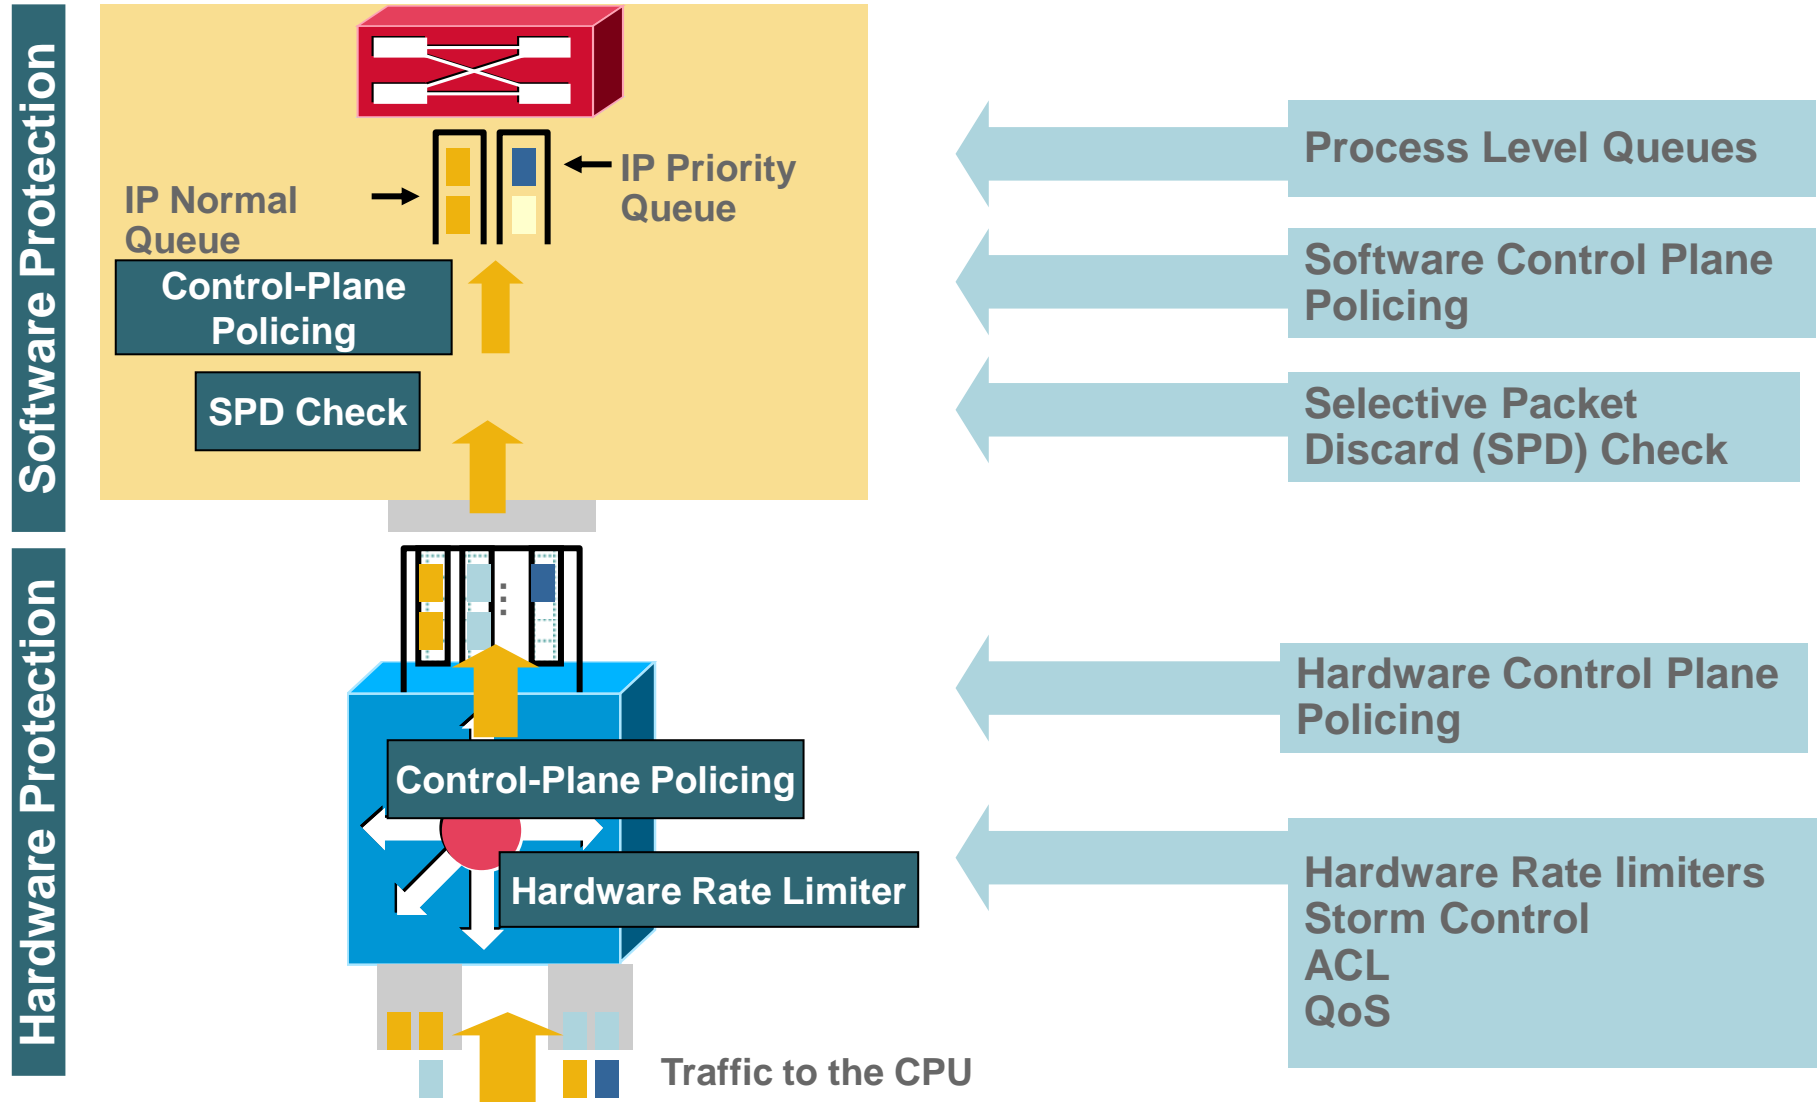 Software Protection
IP Normal
Queue
IP Priority
Queue
Control-Plane
Policing
SPD Check
Process Level Queues
Software Control Plane
Policing
Selective Packet
Discard (SPD) Check
Hardware Protection
...
Control-Plane Policing
Hardware Rate Limiter
Traffic to the CPU
Hardware Control Plane
Policing
Hardware Rate limiters
Storm Control
ACL
QoS